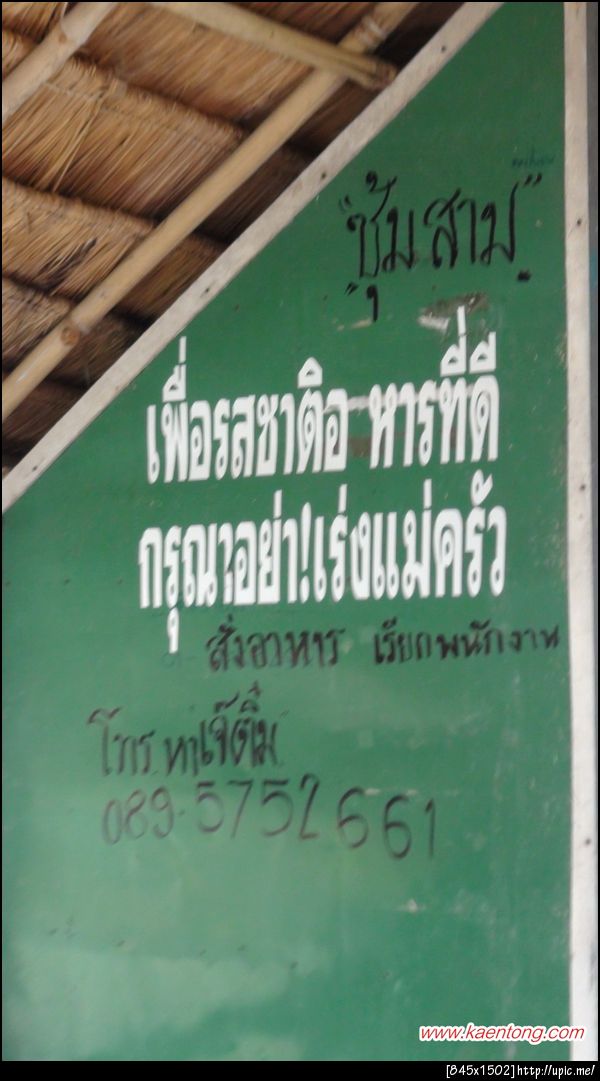 "ซุ้มสาม"
เพื่อรสชาติอ หารที่ดี
กรุณาอย่า!เร่งแม่ครัว
สั่งอาหาร เรียกพนักงาน
โทร หาเจ๊ติ๋ม
089-5752661
www.kaentong.com
[845x1502]http://upic.me/